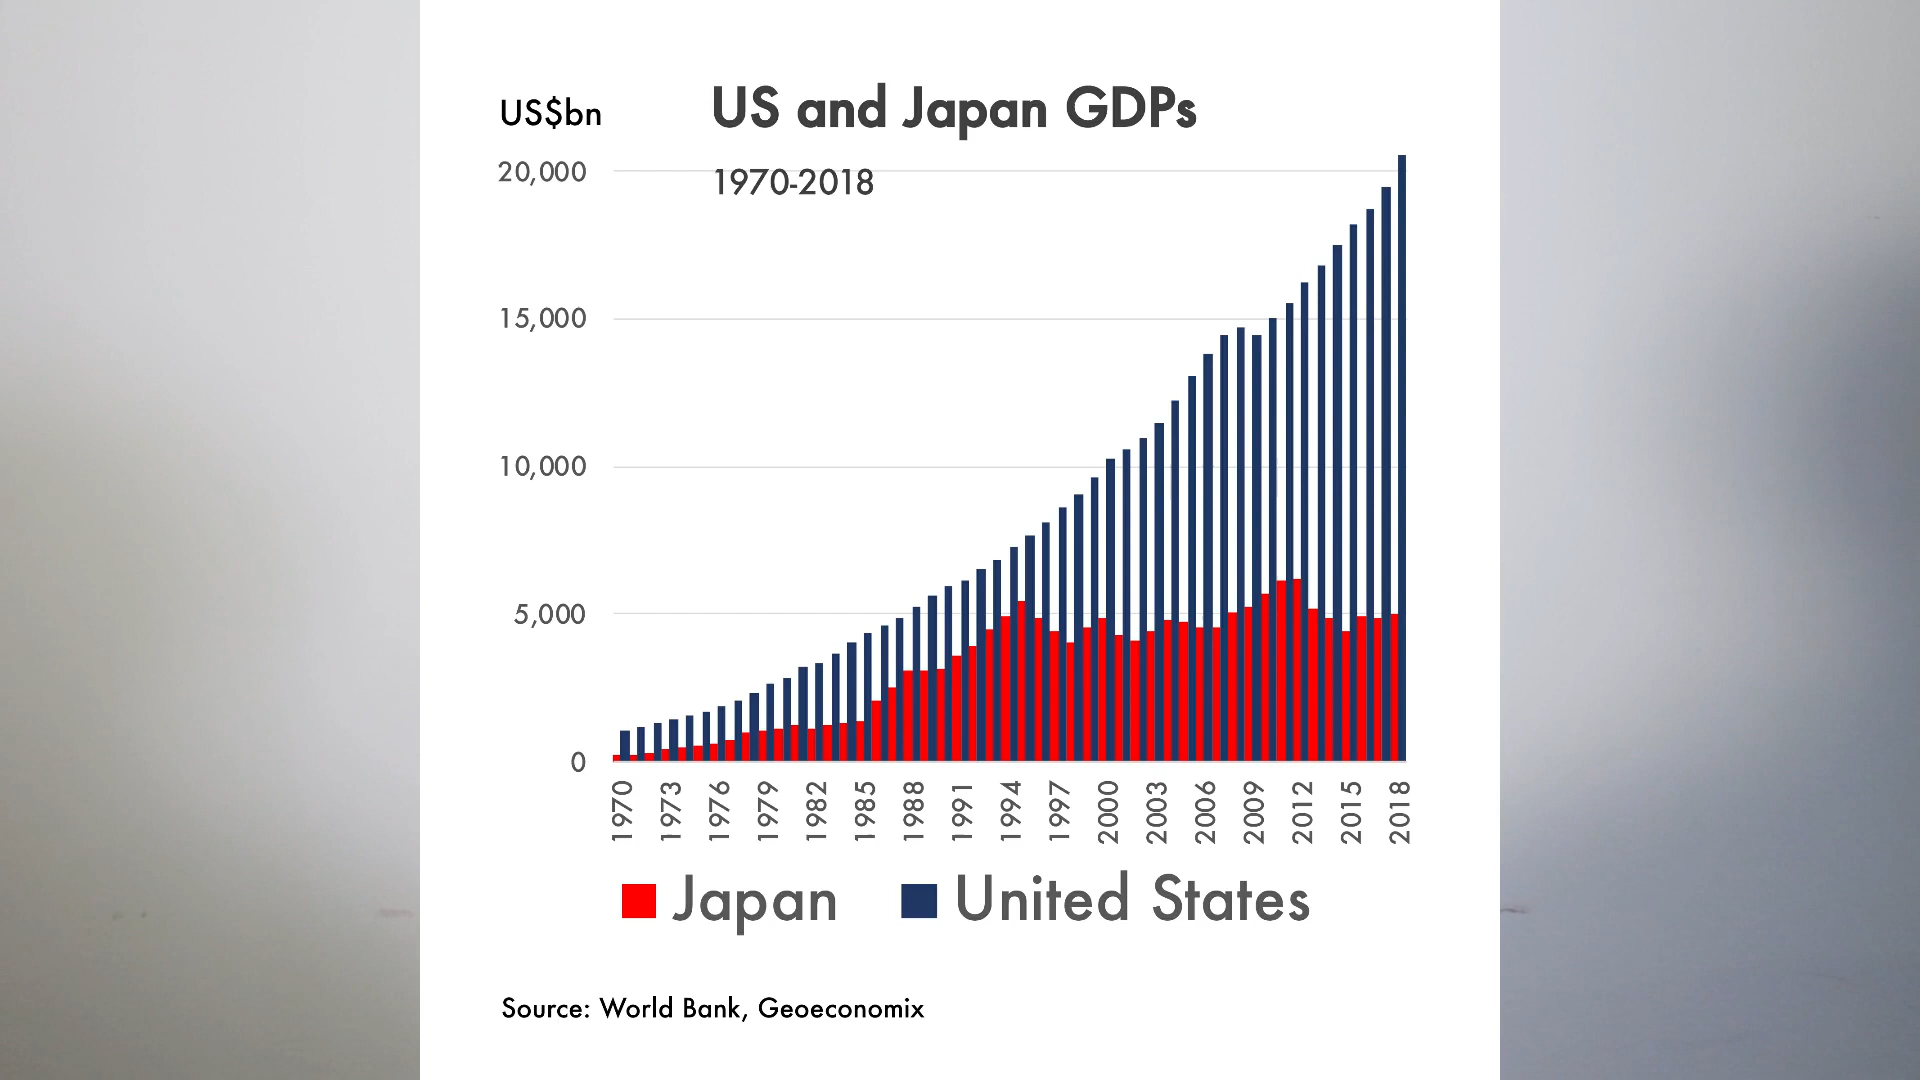 US$bn
US and Japan GDPs
1970-2018
20,000
15,000
10,000
5,000
0
1970 1973 1976 1979 1982 1985 1988 1991 1994 1997 2000 2003 2006 2009 2012 2015 2018
Japan United States
Source: World Bank, Geoeconomix